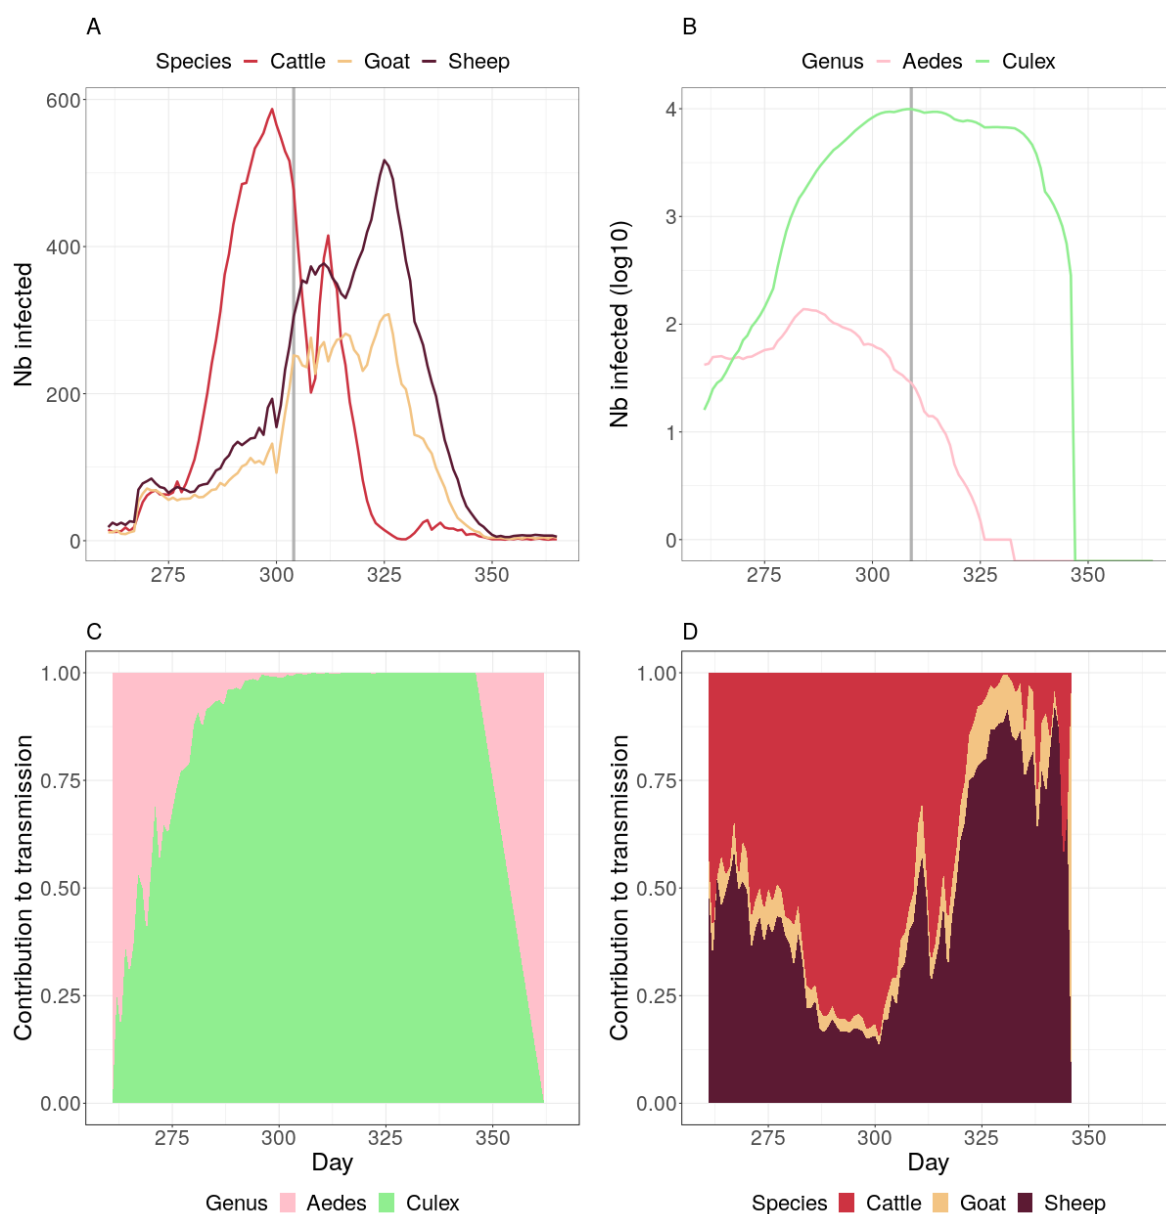 A
Species Cattle Goat Sheep
600
400
200
0
Nb infected
275 300 325 350
B
Genus Aedes Culex
4
3
2
1
0
Nb infected (log10)
275 300 325 350
C
1.00
0.75
0.50
0.25
0.00
Contribution to transmission
275 300 325 350
Day
Genus Aedes Culex
D
1.00
0.75
0.50
0.25
0.00
Contribution to transmission
275 300 325 350
Day
Species Cattle Goat Sheep